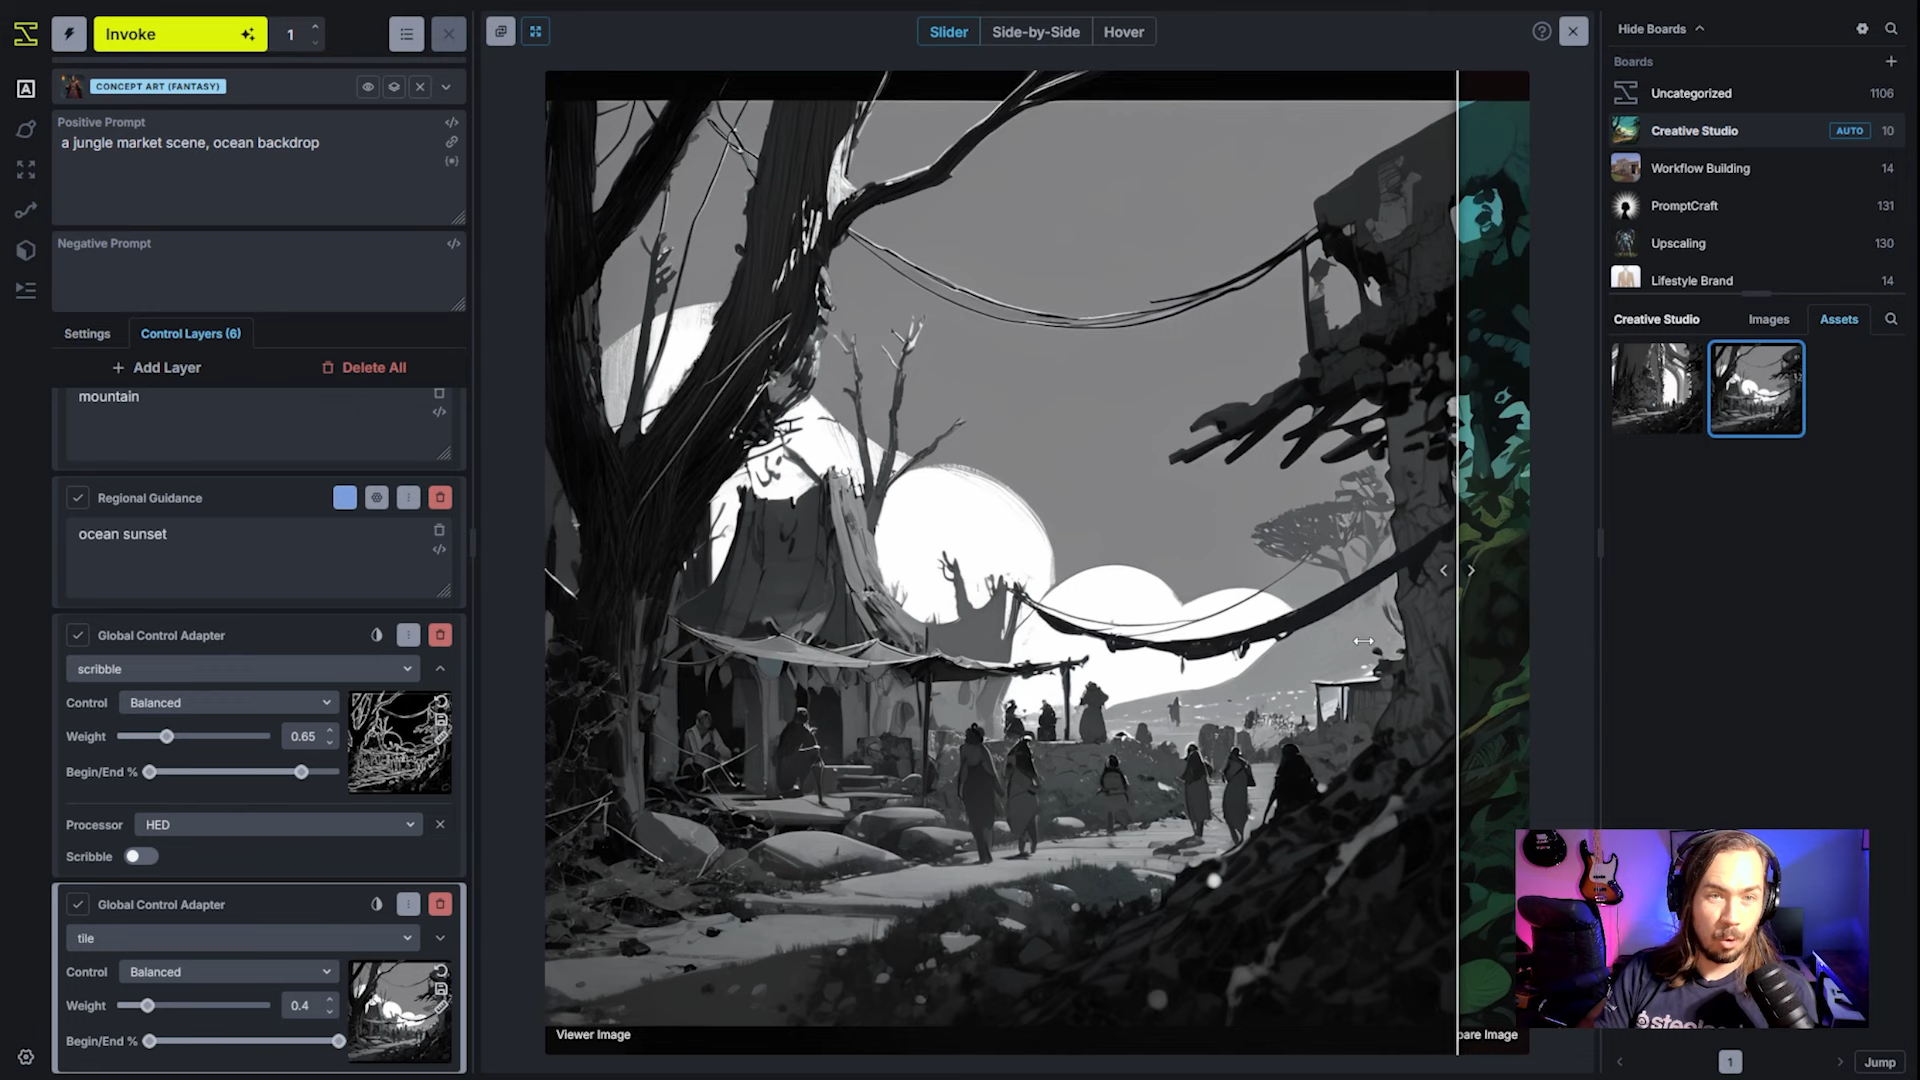 Invoke
1
Slider
Side-by-Side
Hover
Hide Boards
CONCEPT ART (FANTASY)
Positive Prompt
a jungle market scene, ocean backdrop
Negative Prompt
Settings
Control Layers (6)
Add Layer
Delete All
mountain
Regional Guidance
ocean sunset
Global Control Adapter
scribble
Control
Balanced
Weight
0.65
Begin/End %
Processor
HED
Scribble
Global Control Adapter
tile
Control
Balanced
Weight
0.4
Begin/End %
Viewer Image
pare Image
Boards
Uncategorized
1106
Creative Studio
AUTO
10
Workflow Building
14
PromptCraft
131
Upscaling
130
Lifestyle Brand
14
Creative Studio
Images
Assets
1
Jump